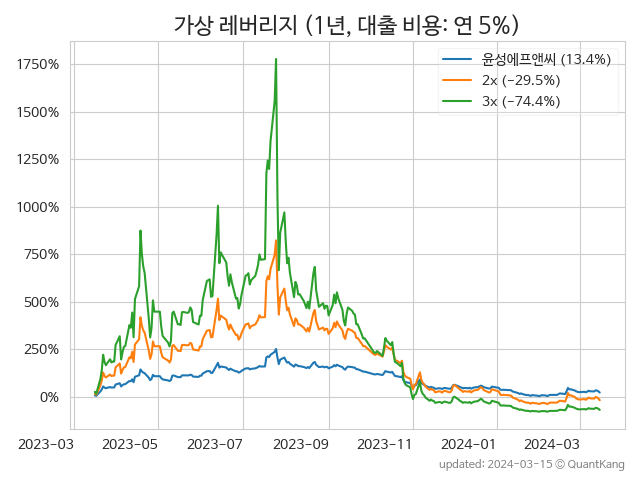 가상 레버리지 (1년, 대출 비용: 연 5%)
윤성에프앤씨 (13.4%)
2x (−29.5%)
3x (−74.4%)
1750%
1500%
1250%
1000%
750%
500%
250%
0%
2023-03 2023-05 2023-07 2023-09 2023-11 2024-01 2024-03
updated: 2024-03-15 © QuantKang